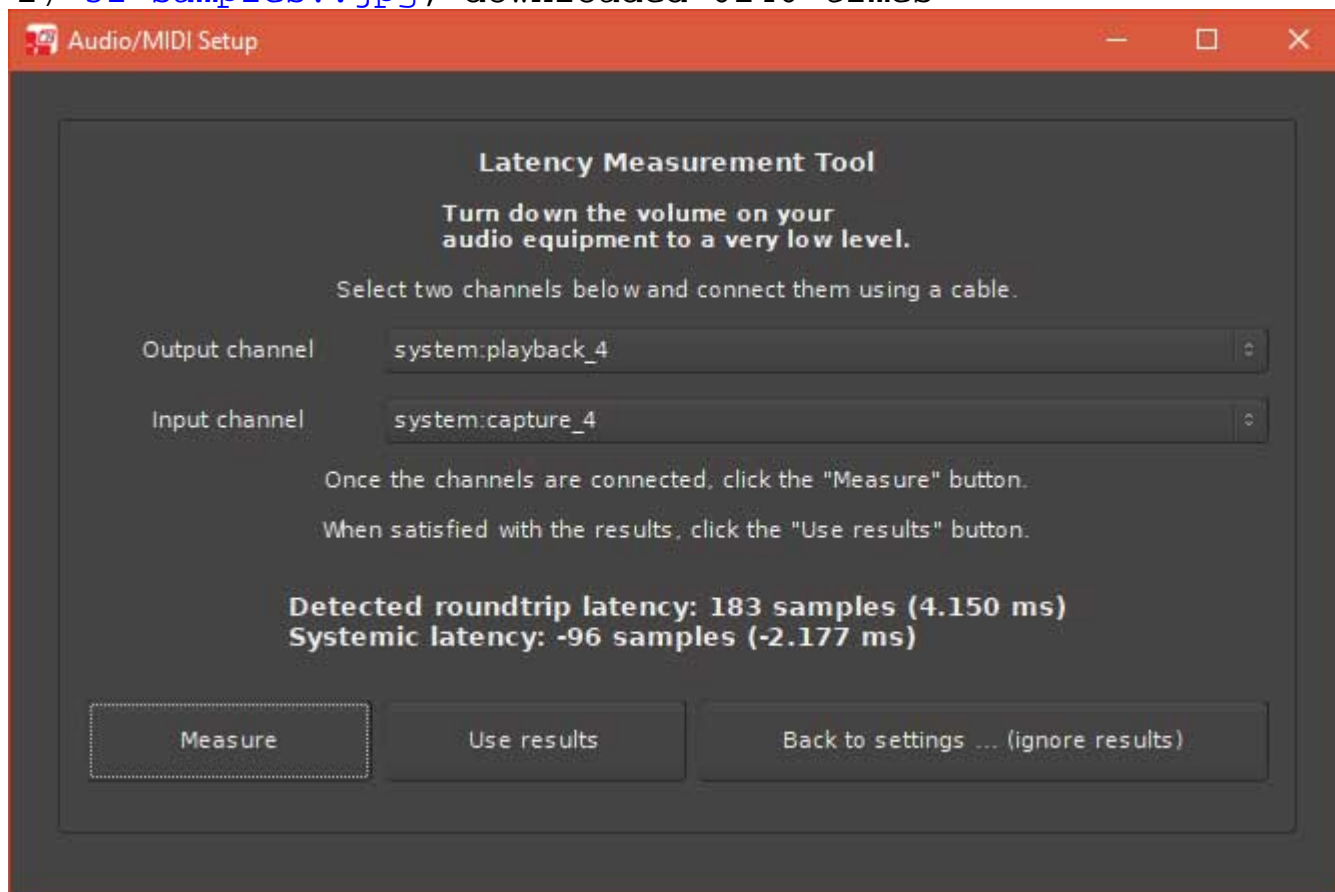 Audio/MIDI Setup
Latency Measurement Tool
Turn down the volume on your
audio equipment to a very low level.
Select two channels below and connect them using a cable.
Output channel system:playback_4
Input channel system:capture_4
Once the channels are connected, click the "Measure" button.
When satisfied with the results, click the "Use results" button.
Detected roundtrip latency: 183 samples (4.150 ms)
Systemic latency: -96 samples (-2.177 ms)
Measure Use results Back to settings ... (ignore results)